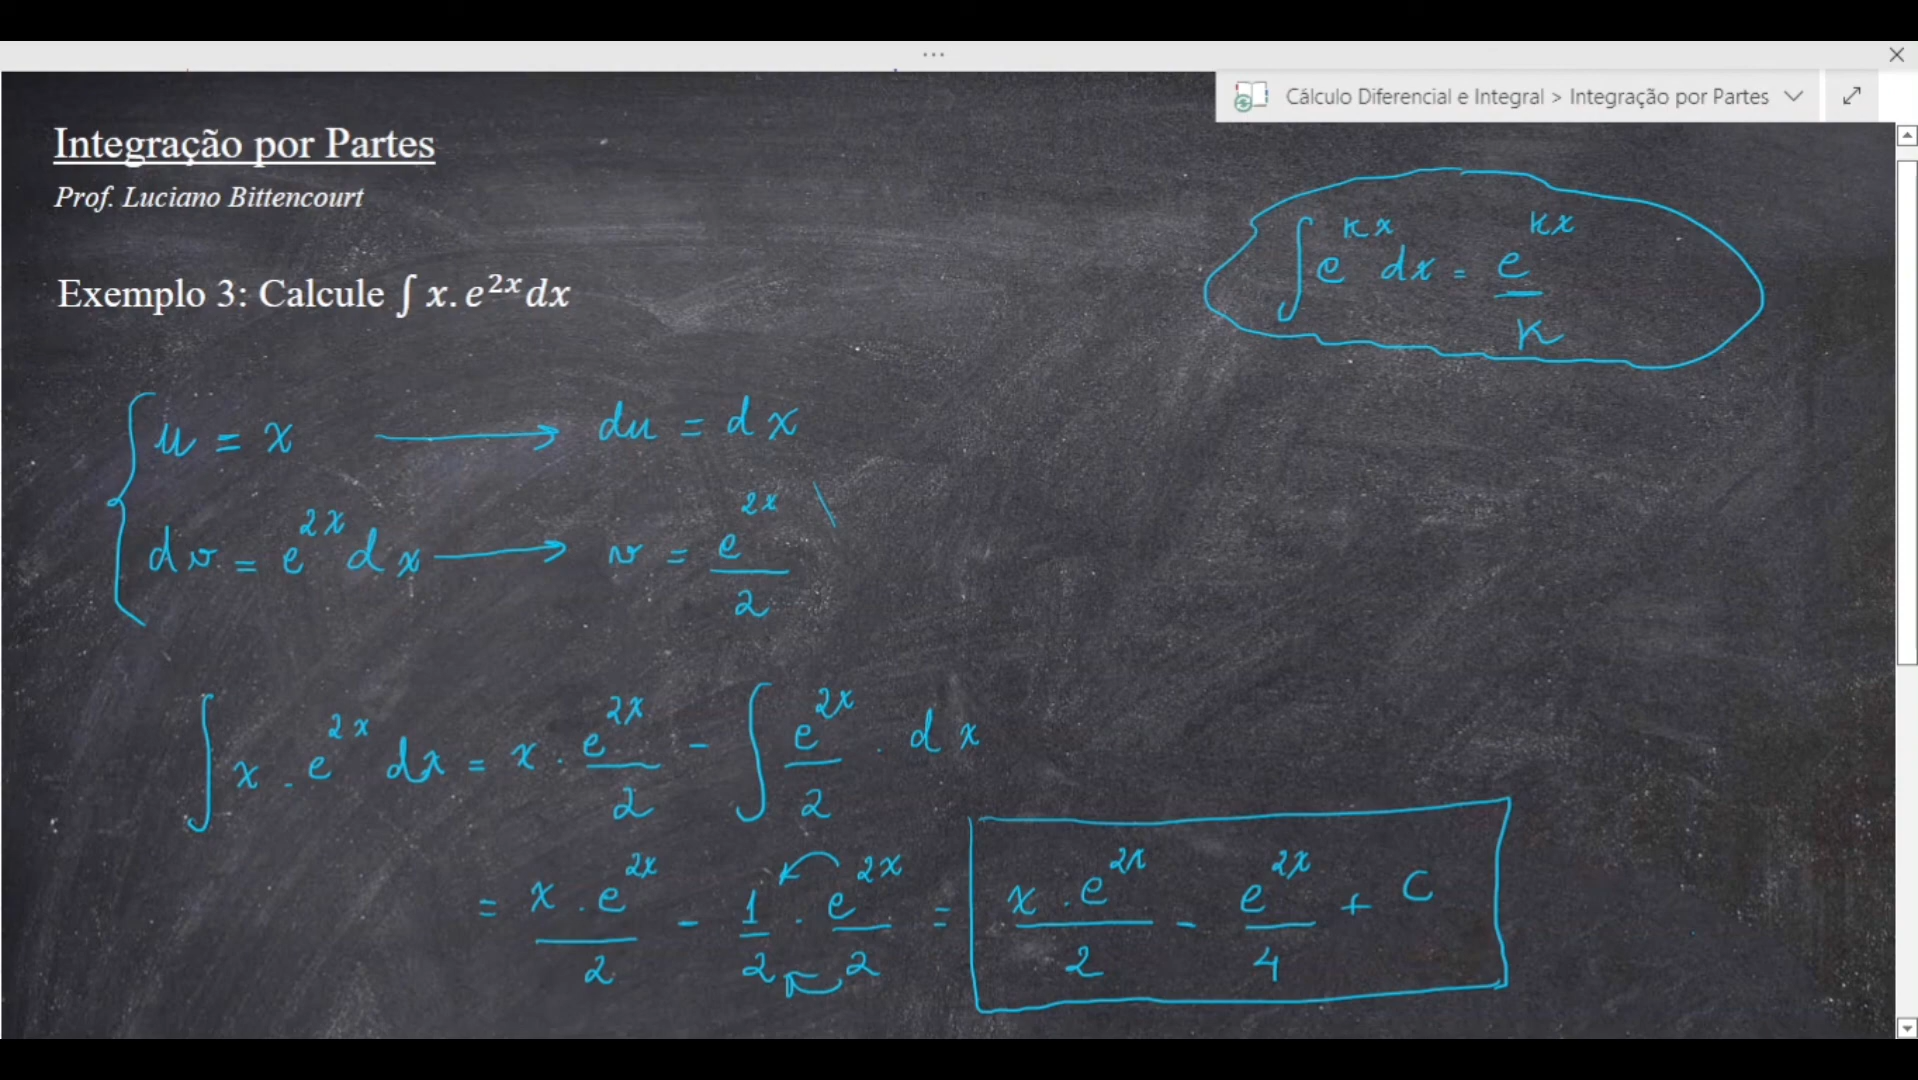 ...
Cálculo Diferencial e Integral > Integração por Partes
Integração por Partes
Prof. Luciano Bittencourt
∫ e^{kx} dx = e^{kx}/k
Exemplo 3: Calcule ∫ x. e^{2x} dx
u = x → du = dx
dv = e^{2x} dx → v = e^{2x}/2
∫ x . e^{2x} dx = x . e^{2x}/2 - ∫ e^{2x}/2 . dx
= x . e^{2x}/2 - 1/2 . e^{2x}/2 = x . e^{2x}/2 - e^{2x}/4 + C